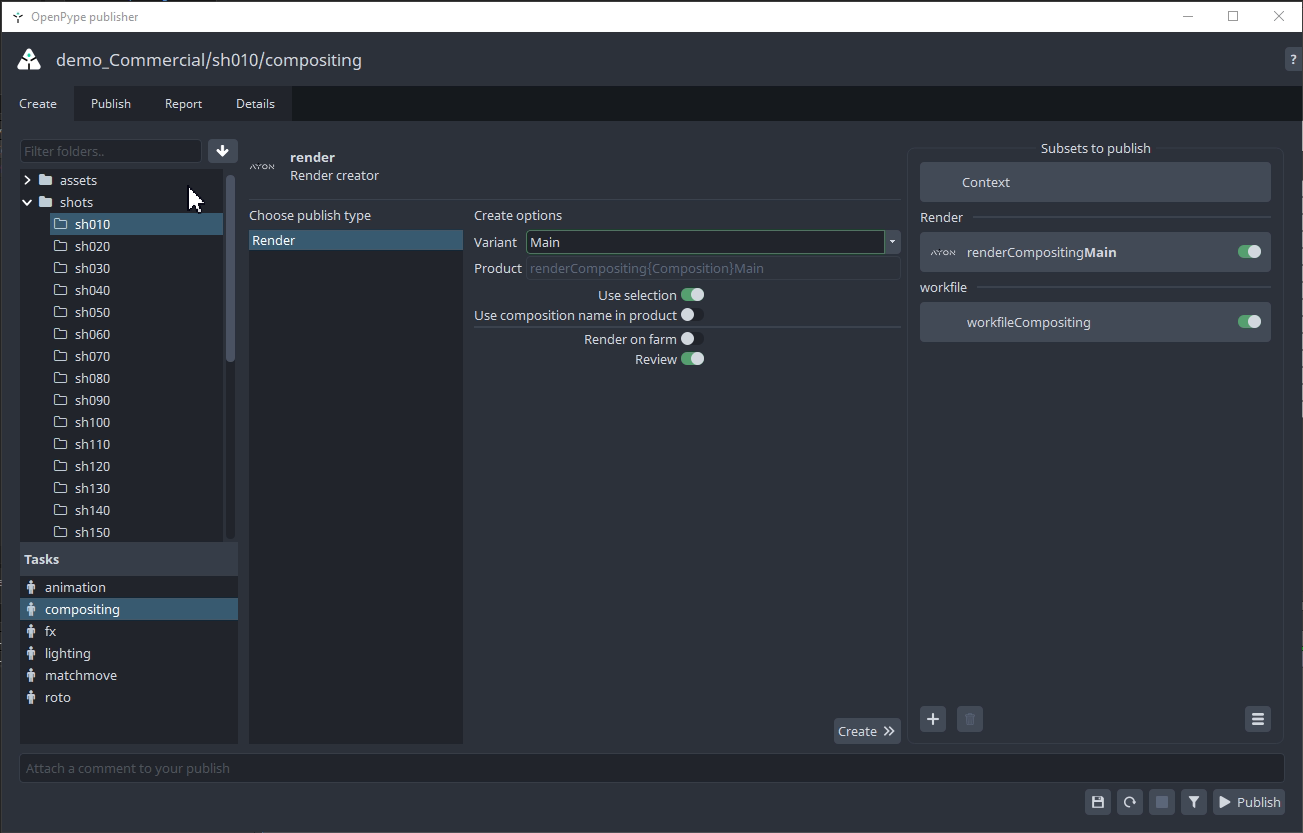 OpenPype publisher
demo_Commercial/sh010/compositing
?
Create
Publish
Report
Details
Filter folders..
assets
shots
sh010
sh020
sh030
sh040
sh050
sh060
sh070
sh080
sh090
sh100
sh110
sh120
sh130
sh140
sh150
Tasks
animation
compositing
fx
lighting
matchmove
roto
AYON
render
Render creator
Choose publish type
Render
Create options
Variant Main
Product renderCompositing{Composition}Main
Use selection
Use composition name in product
Render on farm
Review
Create
Subsets to publish
Context
Render
AYON renderCompositingMain
workfile
workfileCompositing
Attach a comment to your publish
Publish